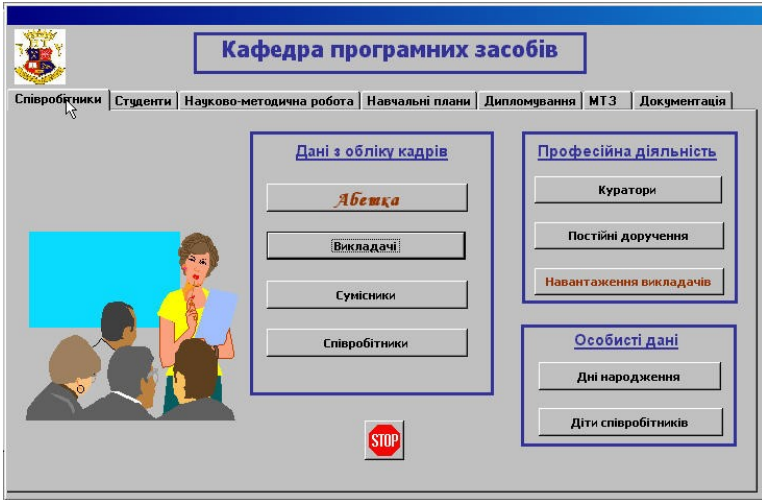 Кафедра програмних засобів
Співробітники Студенти Науково-методична робота Навчальні плани Дипломування МТЗ Документація
Дані з обліку кадрів
Абетка
Викладачі
Сумісники
Співробітники
Професійна діяльність
Куратори
Постійні доручення
Навантаження викладачів
Особисті дані
Дні народження
Діти співробітників
STOP